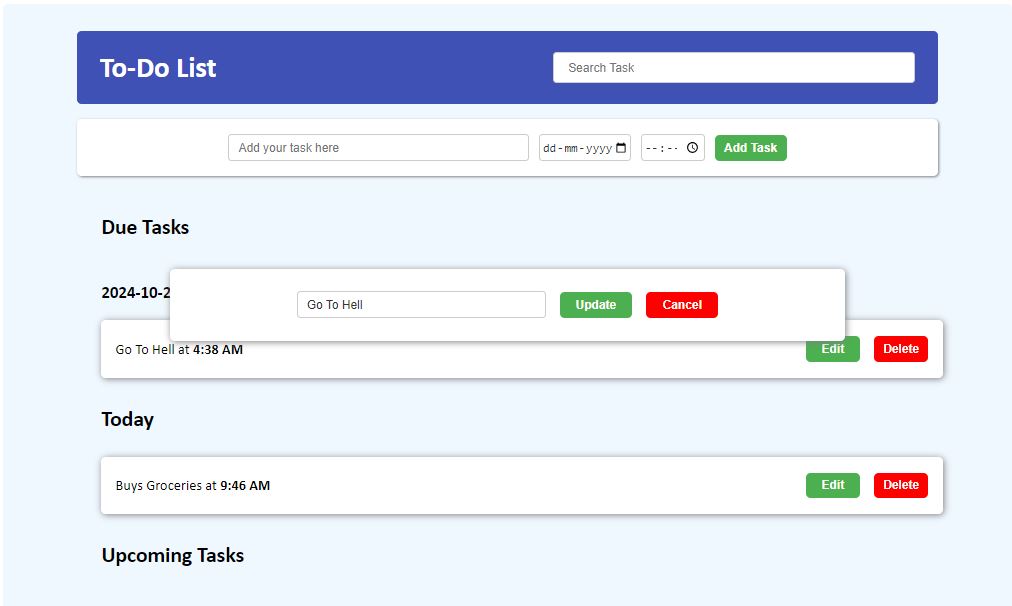 To-Do List Search Task
Add your task here dd-mm-yyyy --:-- Add Task
Due Tasks
2024-10-2
Go To Hell Update Cancel
Go To Hell at 4:38 AM Edit Delete
Today
Buys Groceries at 9:46 AM Edit Delete
Upcoming Tasks